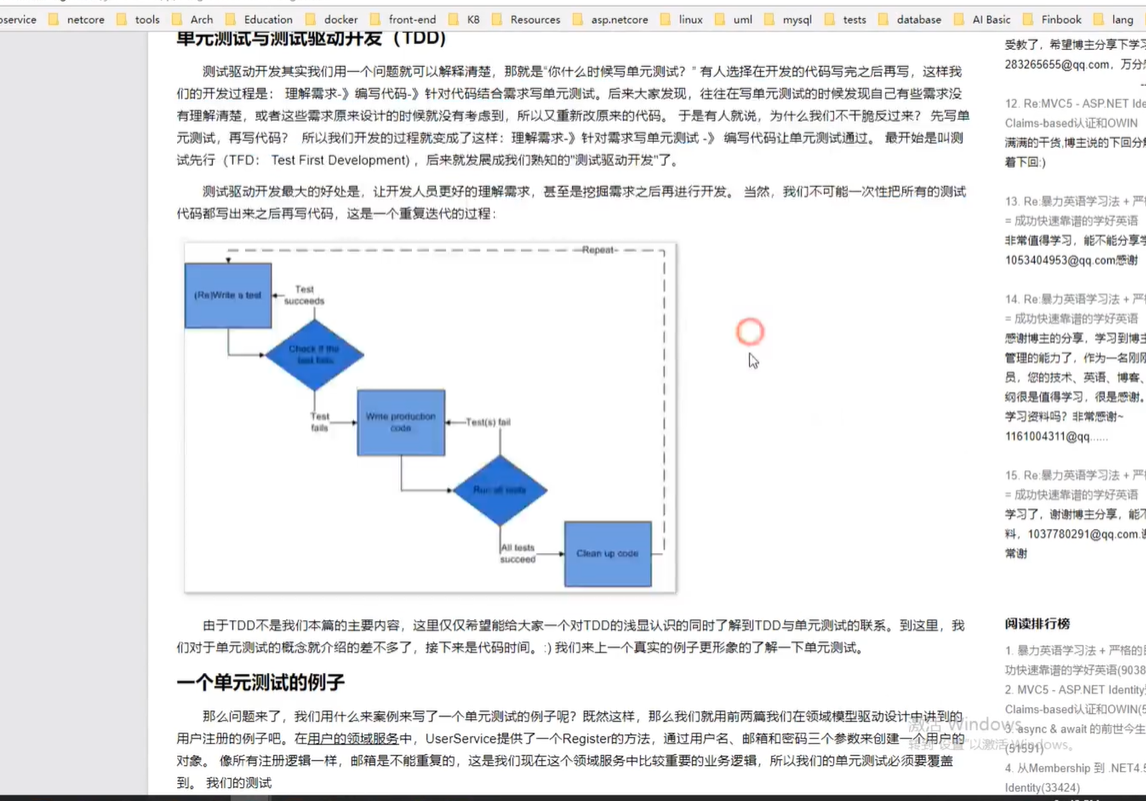 oservice netcore tools Arch Education docker front-end K8 Resources asp.netcore linux uml mysql tests database AI Basic Finbook lang
单元测试与测试驱动开发（TDD）
测试驱动开发其实我们用一个问题就可以解释清楚，那就是“你什么时候写单元测试？” 有人选择在开发的代码写完之后再写，这样我
们的开发过程是： 理解需求-》编写代码-》针对代码结合需求写单元测试。后来大家发现，往往在写单元测试的时候发现自己有些需求没
有理解清楚，或者这些需求原来设计的时候就没有考虑到，所以又重新改原来的代码。 于是有人就说，为什么我们不干脆反过来？ 先写单
元测试，再写代码？ 所以我们开发的过程就变成了这样：理解需求-》针对需求写单元测试 -》 编写代码让单元测试通过。 最开始是叫测
试先行（TFD： Test First Development) ，后来就发展成我们熟知的"测试驱动开发"了。
测试驱动开发最大的好处是，让开发人员更好的理解需求，甚至是挖掘需求之后再进行开发。 当然，我们不可能一次性把所有的测试
代码都写出来之后再写代码，这是一个重复迭代的过程：
Repeat
(Re)Write a test
Test
succeeds
Check if the
test fails
Test
fails
Write production
code
Test(s) fail
Run all tests
All tests
succeed
Clean up code
由于TDD不是我们本篇的主要内容，这里仅仅希望能给大家一个对TDD的浅显认识的同时了解到TDD与单元测试的联系。到这里，我
们对于单元测试的概念就介绍的差不多了，接下来是代码时间。:) 我们来上一个真实的例子更形象的了解一下单元测试。
一个单元测试的例子
那么问题来了，我们用什么来案例来写了一个单元测试的例子呢？既然这样，那么我们就用前两篇我们在领域模型驱动设计中讲到的
用户注册的例子吧。在用户的领域服务中，UserService提供了一个Register的方法，通过用户名、邮箱和密码三个参数来创建一个用户的
对象。 像所有注册逻辑一样，邮箱是不能重复的，这是我们现在这个领域服务中比较重要的业务逻辑，所以我们的单元测试必须要覆盖
到。 我们的测试
受教了，希望博主分享下学习
283265655@qq.com，万分感
12. Re:MVC5 - ASP.NET Ide
Claims-based认证和OWIN
满满的干货,博主说的下回分解
着下回:)
13. Re:暴力英语学习法 + 严格
= 成功快速靠谱的学好英语
非常值得学习，能不能分享学
1053404953@qq.com感谢
14. Re:暴力英语学习法 + 严格
= 成功快速靠谱的学好英语
感谢博主的分享，学习到博主
管理的能力了，作为一名刚刚
员，您的技术、英语、博客、
纲很是值得学习，很是感谢。
学习资料吗？非常感谢~
1161004311@qq......
15. Re:暴力英语学习法 + 严格
= 成功快速靠谱的学好英语
学习了，谢谢博主分享，能不
料，1037780291@qq.com.
常谢
阅读排行榜
1. 暴力英语学习法 + 严格的
功快速靠谱的学好英语(9038
2. MVC5 - ASP.NET Identity
Claims-based认证和OWIN(5
3. async & await 的前世今生
(51591)
4. 从Membership 到 .NET4.5
Identity(33424)
激活 Windows
转到"设置"以激活 Windows。